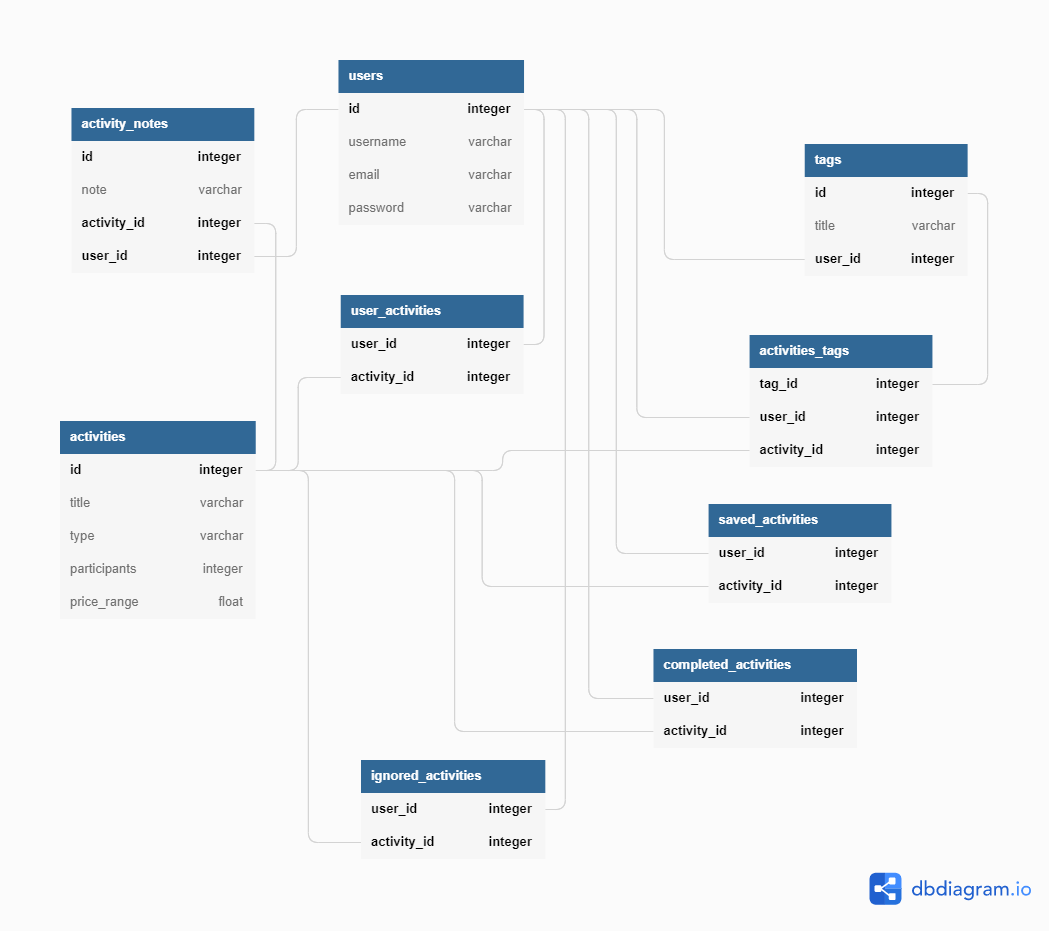 users
id integer
username varchar
email varchar
password varchar
activity_notes
id integer
note varchar
activity_id integer
user_id integer
tags
id integer
title varchar
user_id integer
user_activities
user_id integer
activity_id integer
activities_tags
tag_id integer
user_id integer
activity_id integer
activities
id integer
title varchar
type varchar
participants integer
price_range float
saved_activities
user_id integer
activity_id integer
completed_activities
user_id integer
activity_id integer
ignored_activities
user_id integer
activity_id integer
dbdiagram.io